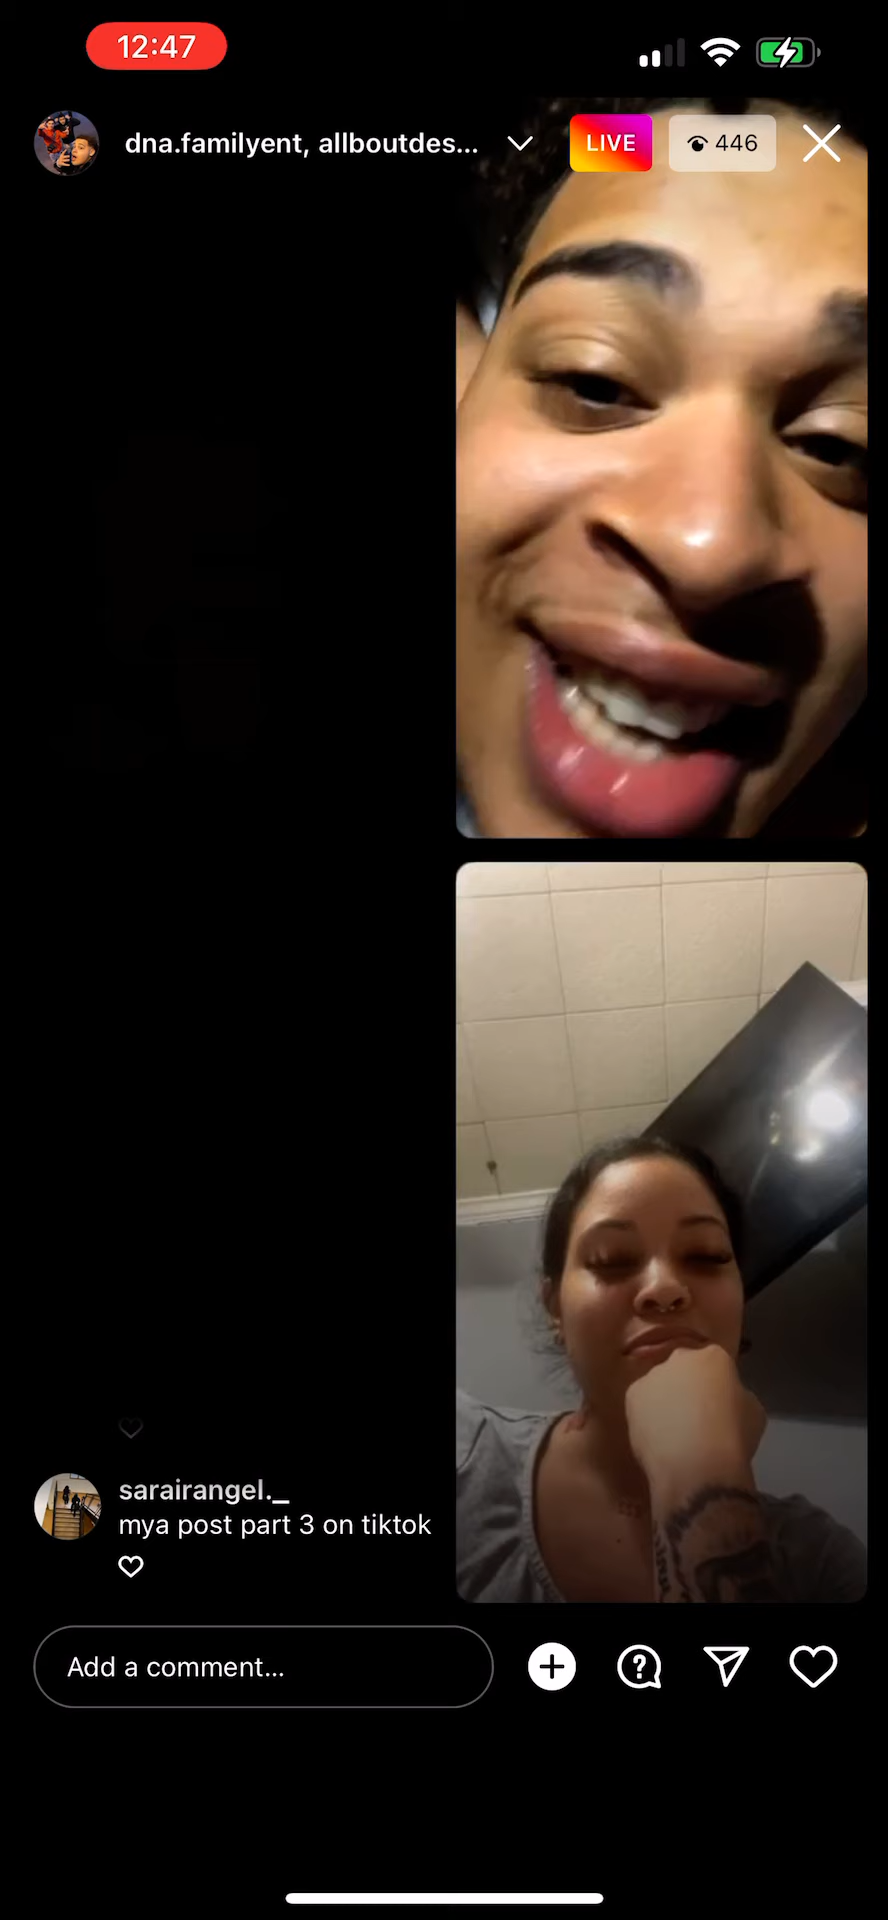 12:47
dna.familyent, allboutdes...
LIVE
446
sarairangel._
mya post part 3 on tiktok
Add a comment...